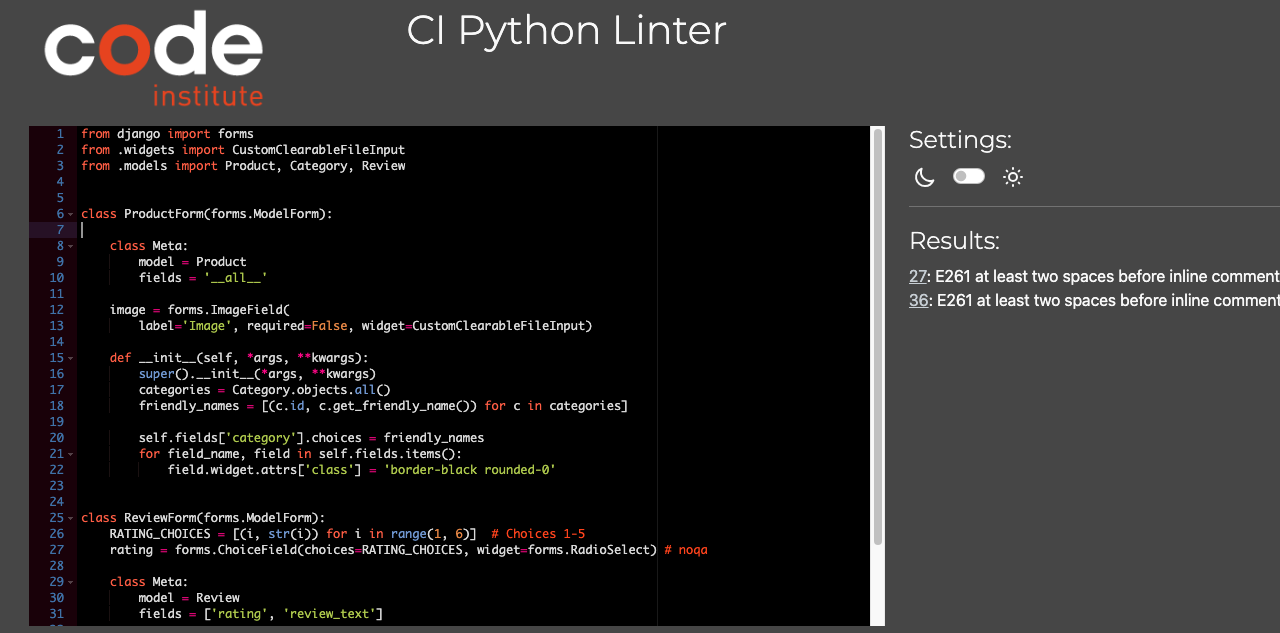 code
institute
CI Python Linter
1 from django import forms
2 from .widgets import CustomClearableFileInput
3 from .models import Product, Category, Review
4
5
6 class ProductForm(forms.ModelForm):
7
8     class Meta:
9         model = Product
10         fields = '__all__'
11
12     image = forms.ImageField(
13         label='Image', required=False, widget=CustomClearableFileInput)
14
15     def __init__(self, *args, **kwargs):
16         super().__init__(*args, **kwargs)
17         categories = Category.objects.all()
18         friendly_names = [(c.id, c.get_friendly_name()) for c in categories]
19
20         self.fields['category'].choices = friendly_names
21         for field_name, field in self.fields.items():
22             field.widget.attrs['class'] = 'border-black rounded-0'
23
24
25 class ReviewForm(forms.ModelForm):
26     RATING_CHOICES = [(i, str(i)) for i in range(1, 6)]  # Choices 1-5
27     rating = forms.ChoiceField(choices=RATING_CHOICES, widget=forms.RadioSelect) # noqa
28
29     class Meta:
30         model = Review
31         fields = ['rating', 'review_text']
Settings:
Results:
27: E261 at least two spaces before inline comment
36: E261 at least two spaces before inline comment